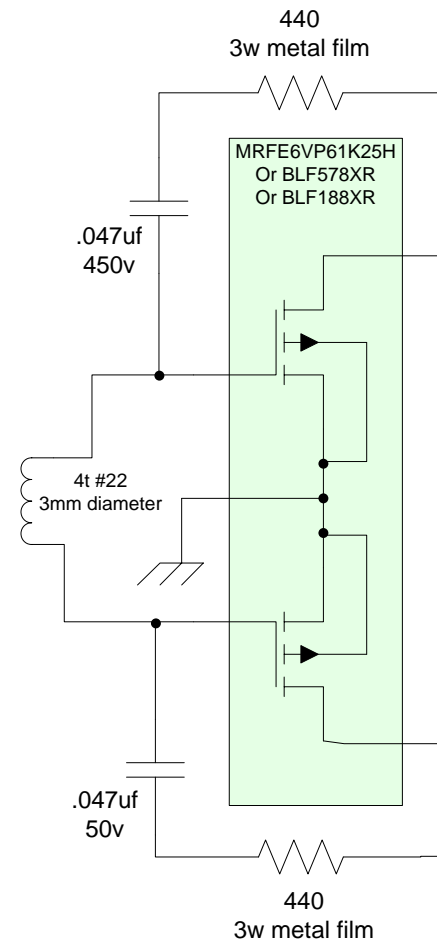 440
3w metal film
MRFE6VP61K25H
Or BLF578XR
Or BLF188XR
.047uf
450v
4t #22
3mm diameter
.047uf
50v
440
3w metal film